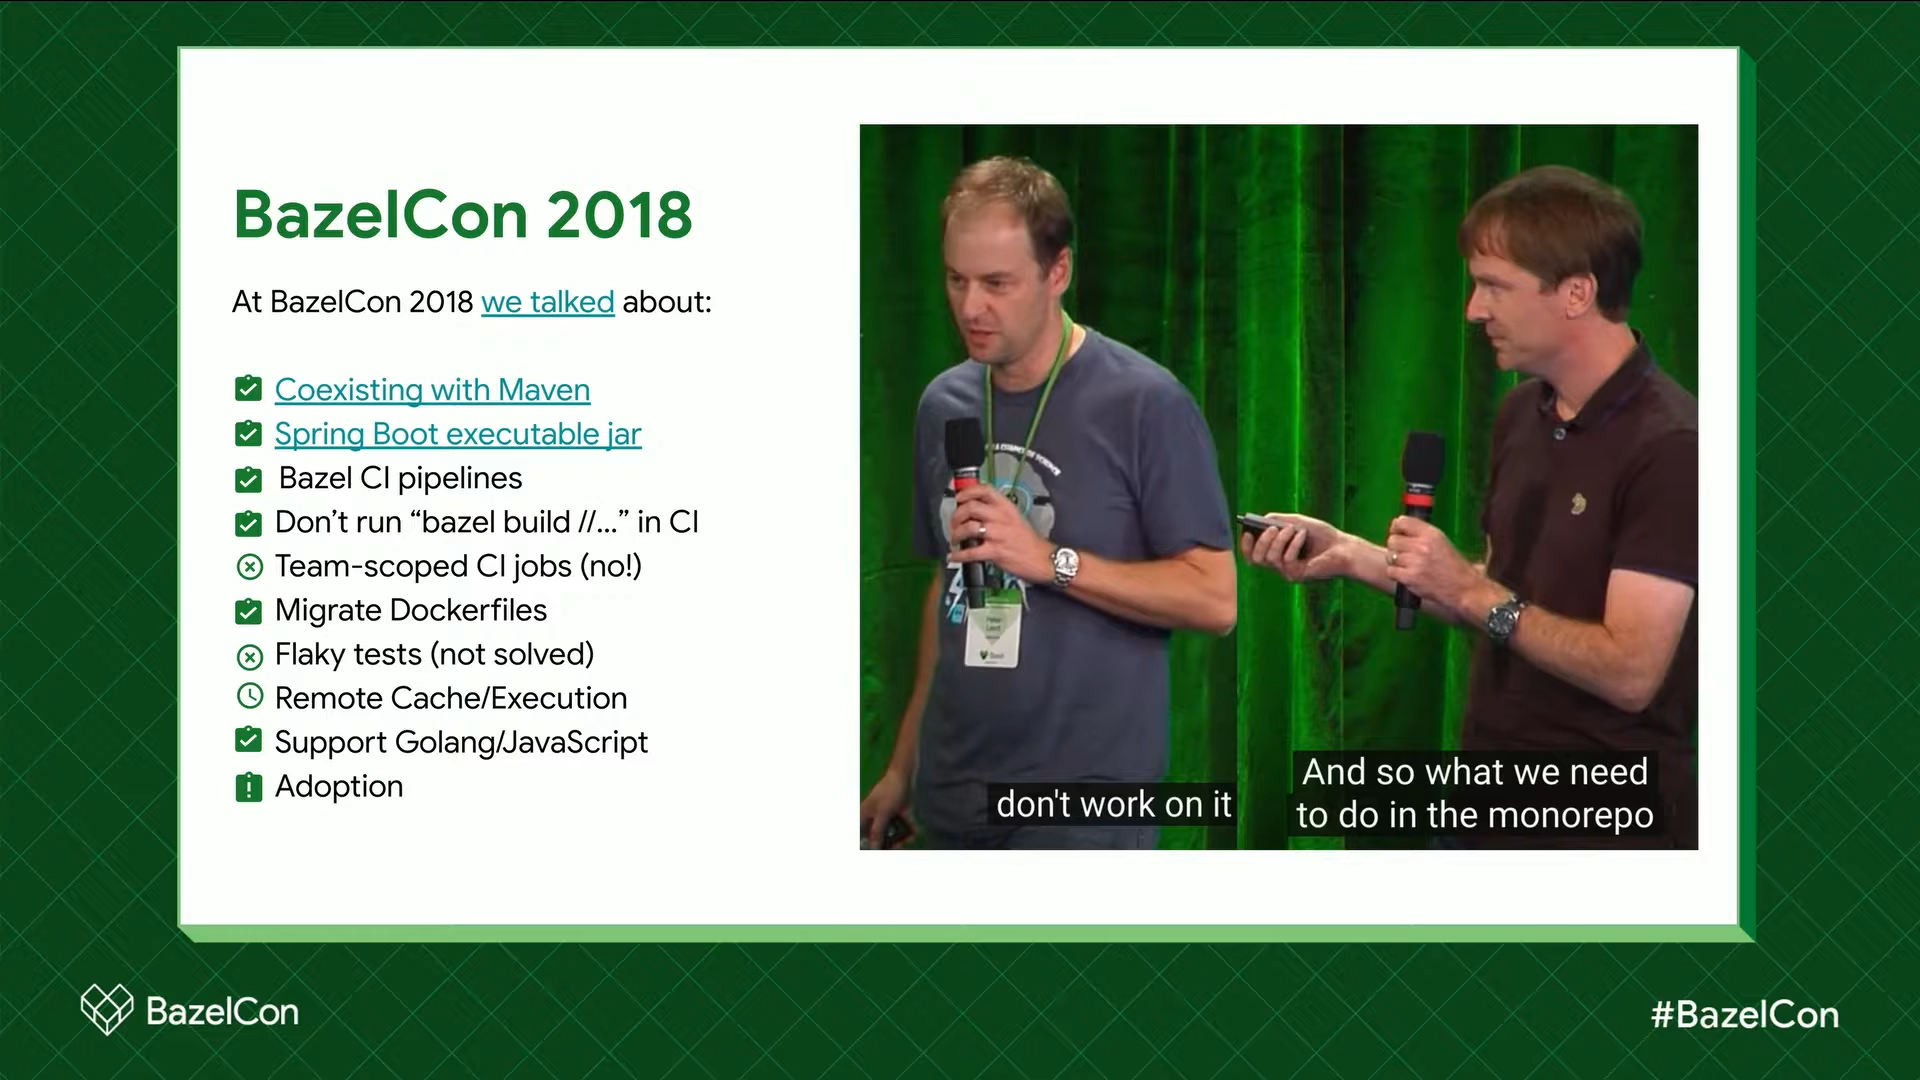 BazelCon 2018
At BazelCon 2018 we talked about:
Coexisting with Maven
Spring Boot executable jar
Bazel CI pipelines
Don’t run “bazel build //...” in CI
Team-scoped CI jobs (no!)
Migrate Dockerfiles
Flaky tests (not solved)
Remote Cache/Execution
Support Golang/JavaScript
Adoption
don't work on it
And so what we need
to do in the monorepo
BazelCon
#BazelCon